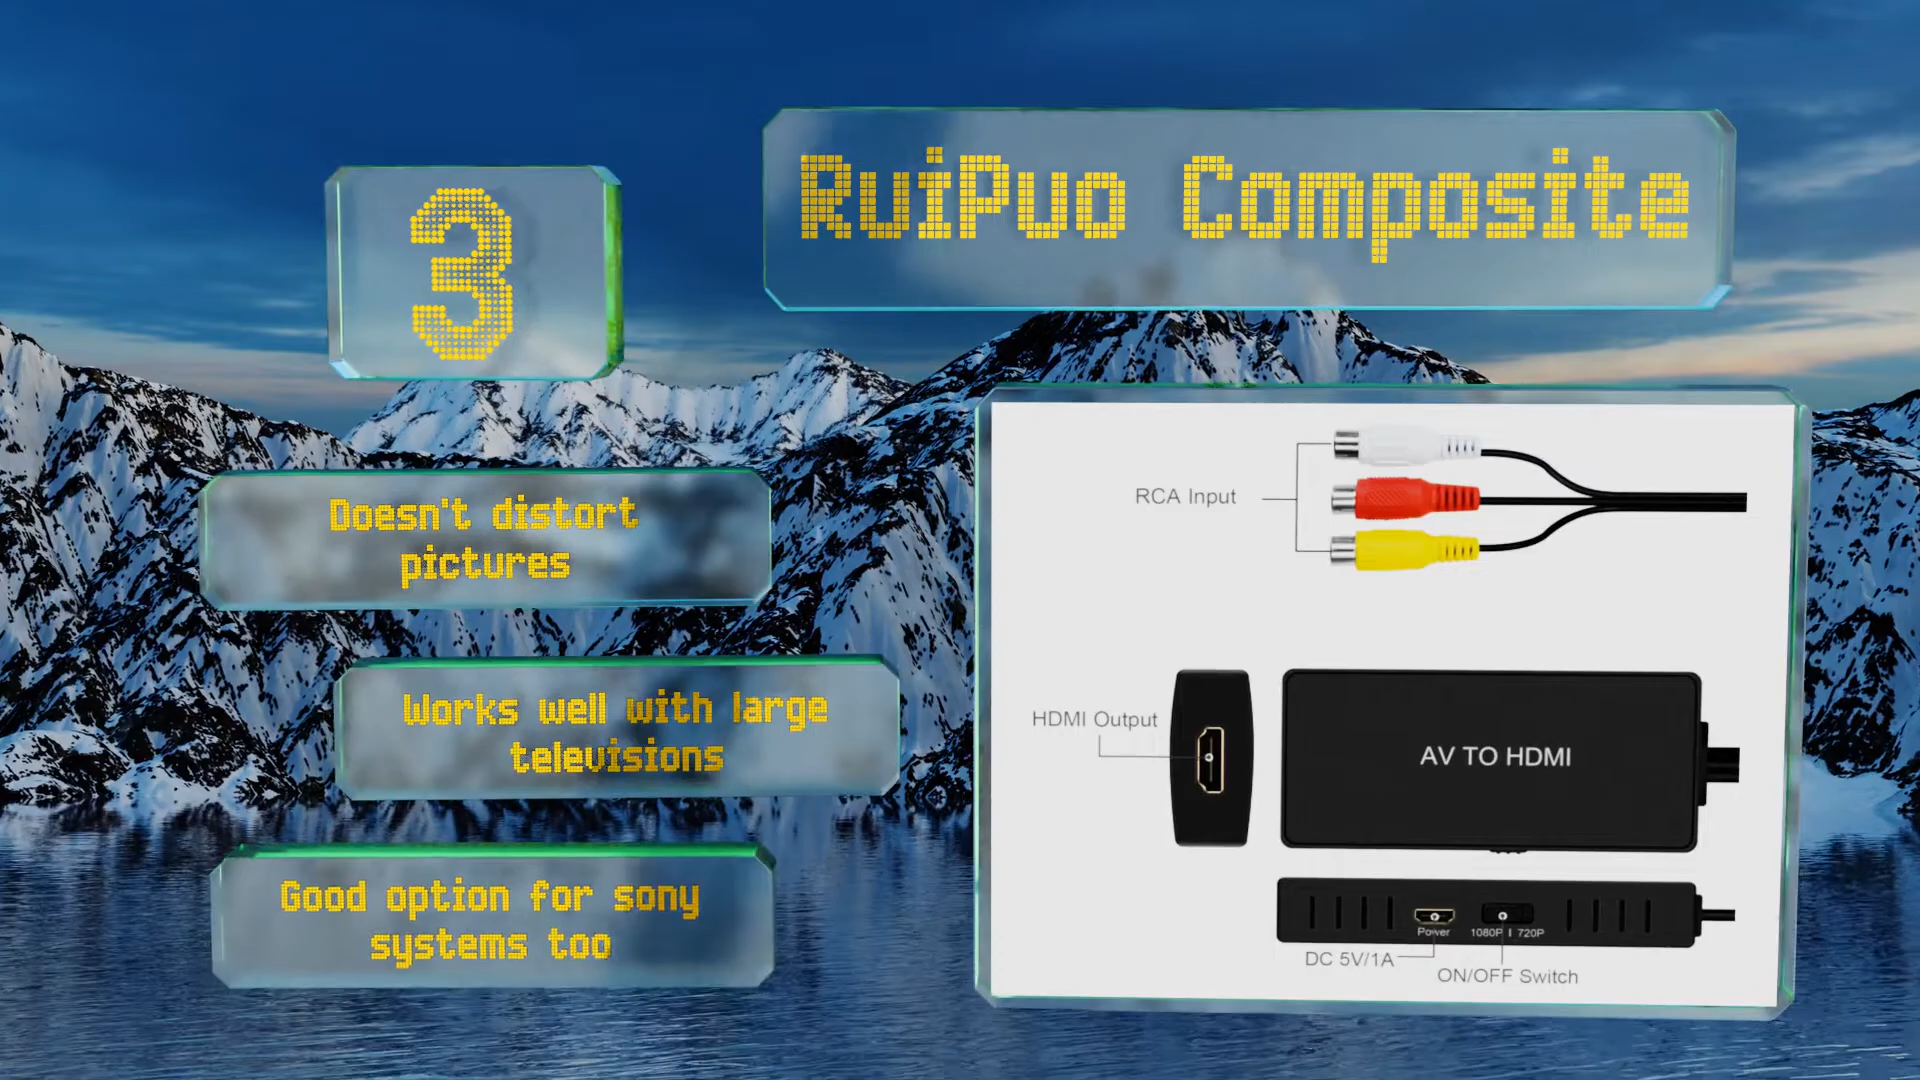 3
RuiPuo Composite
Doesn't distort
pictures
Works well with large
televisions
Good option for sony
systems too
RCA Input
HDMI Output
AV TO HDMI
Power
1080P | 720P
DC 5V/1A
ON/OFF Switch